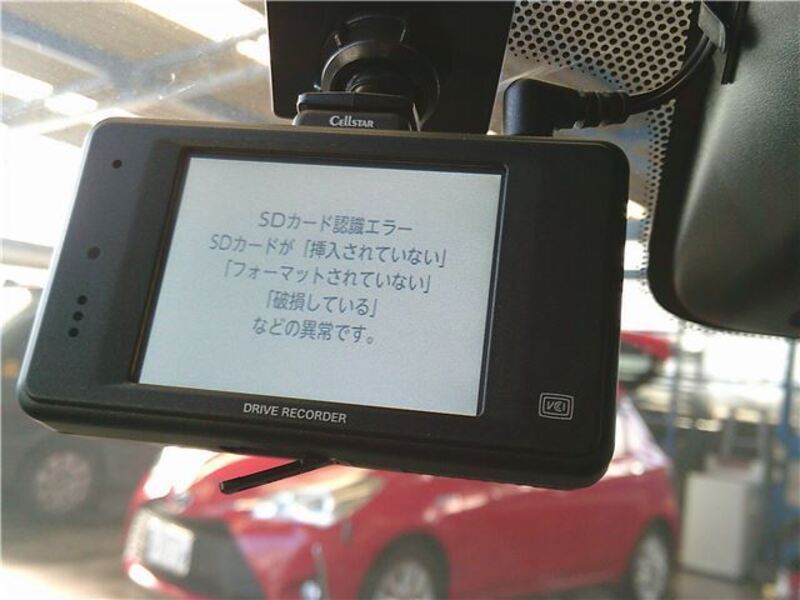 CELLSTAR
SDカード認識エラー
SDカードが「挿入されていない」
「フォーマットされていない」
「破損している」
などの異常です。
DRIVE RECORDER
VCCI